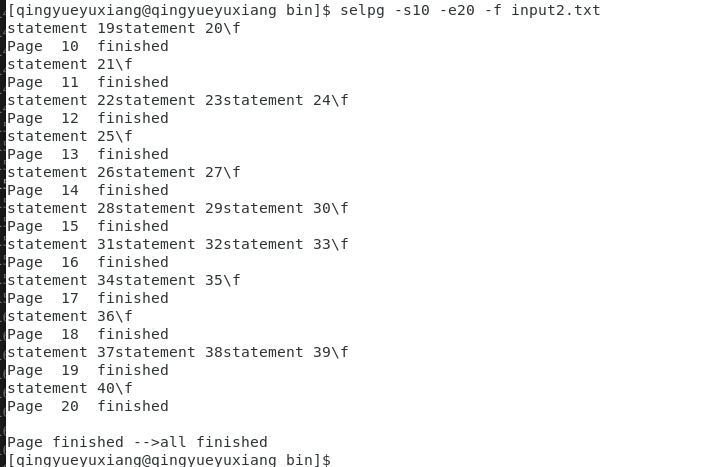 [qingyueyuxiang@qingyueyuxiang bin]$ selpg -s10 -e20 -f input2.txt
statement 19statement 20\f
Page  10  finished
statement 21\f
Page  11  finished
statement 22statement 23statement 24\f
Page  12  finished
statement 25\f
Page  13  finished
statement 26statement 27\f
Page  14  finished
statement 28statement 29statement 30\f
Page  15  finished
statement 31statement 32statement 33\f
Page  16  finished
statement 34statement 35\f
Page  17  finished
statement 36\f
Page  18  finished
statement 37statement 38statement 39\f
Page  19  finished
statement 40\f
Page  20  finished

Page finished -->all finished
[qingyueyuxiang@qingyueyuxiang bin]$